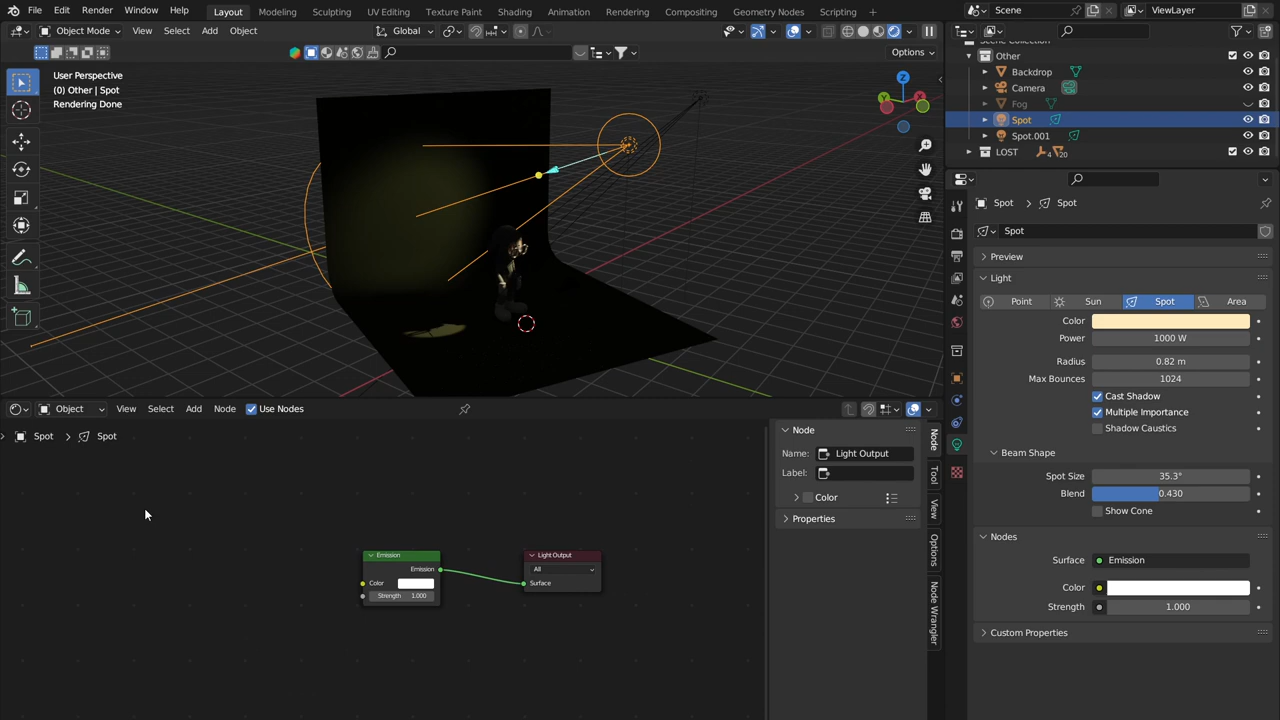 File Edit Render Window Help Layout Modeling Sculpting UV Editing Texture Paint Shading Animation Rendering Compositing Geometry Nodes Scripting Scene ViewLayer
Object Mode View Select Add Object Global
Options
User Perspective
(0) Other | Spot
Rendering Done
Z
Y
X
Scene Collection
Other
Backdrop
Camera
Fog
Spot
Spot.001
LOST 4 20
Spot Spot
Spot
Preview
Light
Point Sun Spot Area
Color
Power 1000 W
Radius 0.82 m
Max Bounces 1024
Cast Shadow
Multiple Importance
Shadow Caustics
Beam Shape
Spot Size 35.3°
Blend 0.430
Show Cone
Nodes
Surface Emission
Color
Strength 1.000
Custom Properties
Object View Select Add Node Use Nodes
Spot Spot
Emission
Emission
Color
Strength 1.000
Light Output
All
Surface
Node
Name: Light Output
Label:
Color
Properties
Node
Tool
View
Options
Node Wrangler